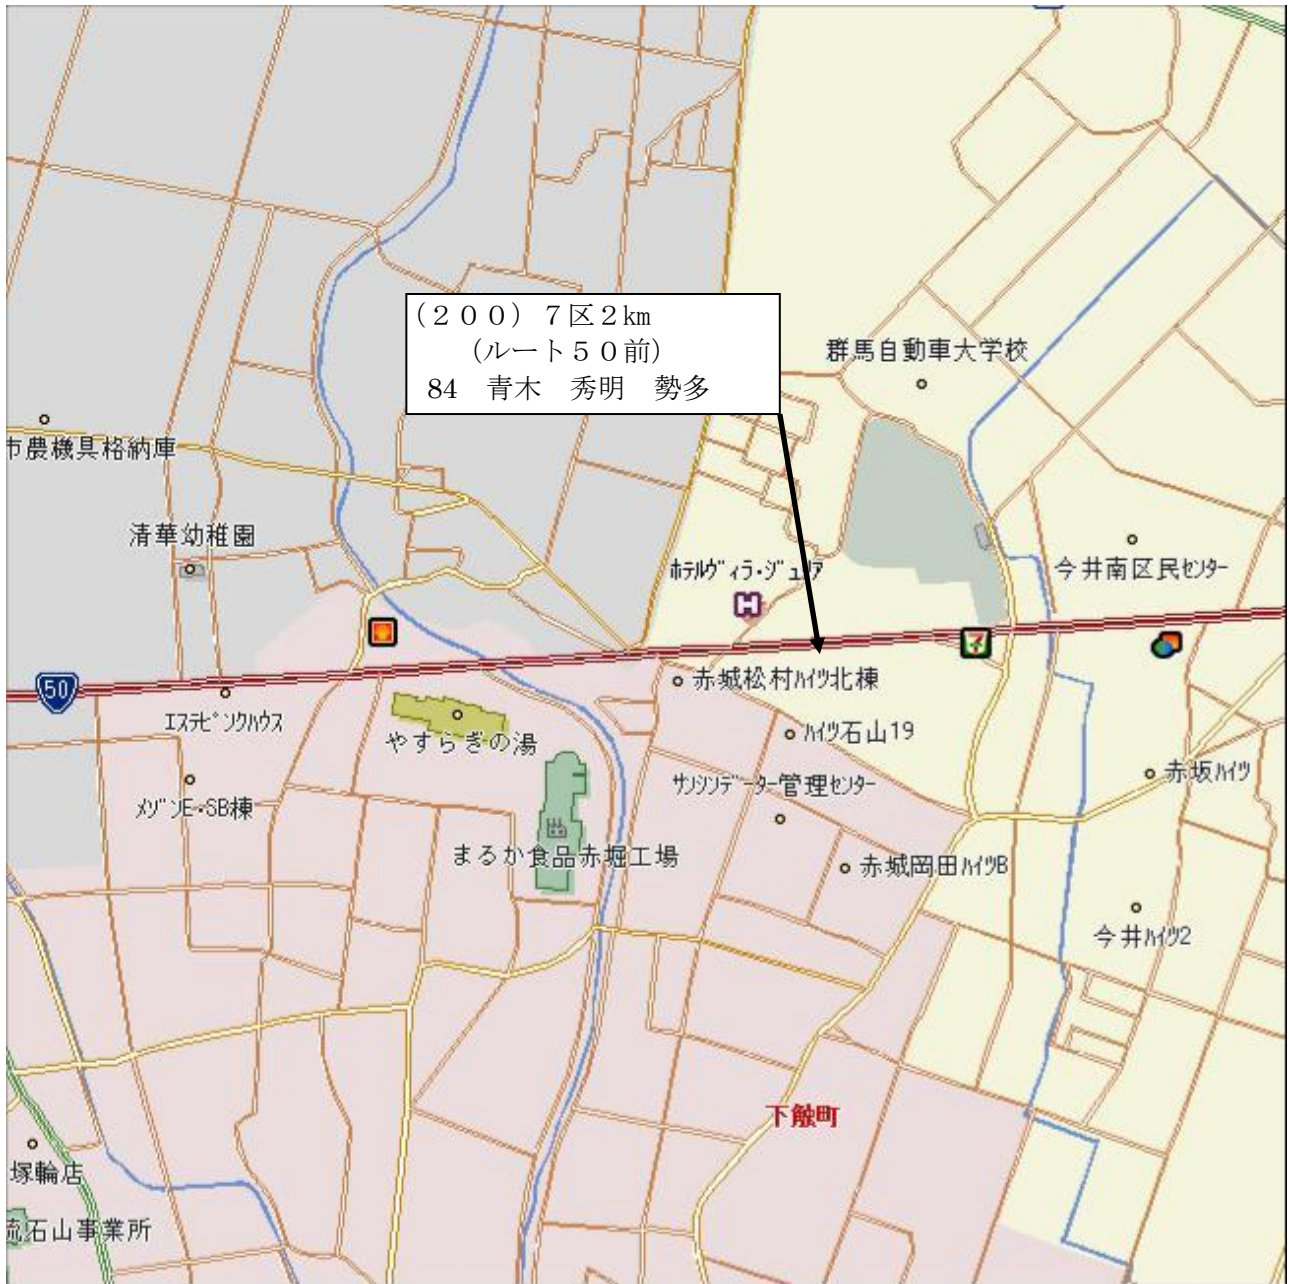 (２００) ７区２㎞
(ルート５０前)
84　青木　秀明　勢多
群馬自動車大学校
市農機具格納庫
清華幼稚園
ﾎﾃﾙｳﾞｨﾗ･ｼﾞｭﾘｱ
今井南区民ｾﾝﾀｰ
7
50
赤城松村ﾊｲﾂ北棟
ｴｽﾃﾋﾟﾝｸﾊｳｽ
やすらぎの湯
ﾊｲﾂ石山19
赤坂ﾊｲﾂ
ﾒｿﾞﾝE･SB棟
ｻﾝｼﾝﾃﾞｰﾀｰ管理ｾﾝﾀｰ
まるか食品赤堀工場
赤城岡田ﾊｲﾂB
今井ﾊｲﾂ2
下触町
塚輪店
流石山事業所